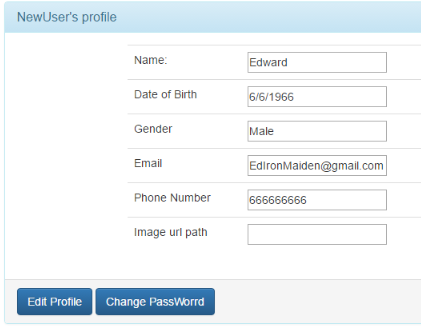 NewUser's profile
Name: Edward
Date of Birth 6/6/1966
Gender Male
Email EdIronMaiden@gmail.com
Phone Number 666666666
Image url path
Edit Profile Change PassWorrd